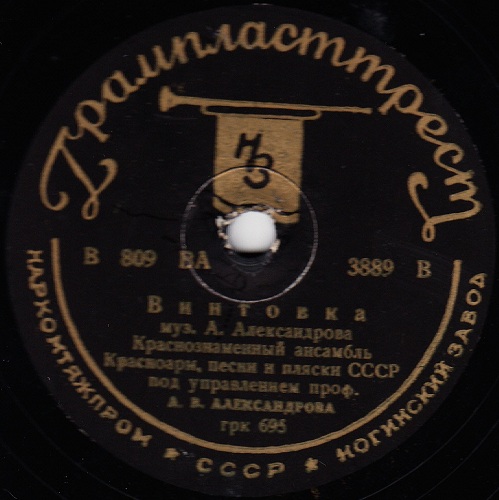 Грампласттрест
НЗ
В 809 ВА
3889 В
Винтовка
муз. А. Александрова
Краснознаменный ансамбль
Красноарм. песни и пляски СССР
под управлением проф.
А. В. АЛЕКСАНДРОВА
грк 695
НАРКОМТЯЖПРОМ * СССР * НОГИНСКИЙ ЗАВОД